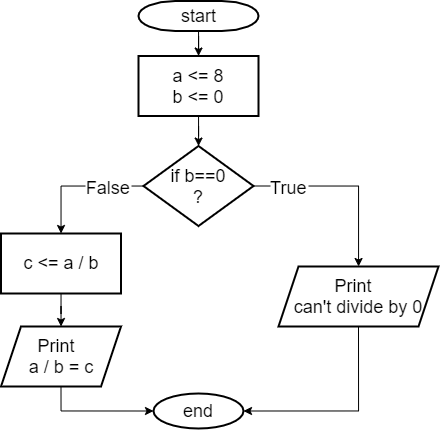 start
a <= 8
b <= 0
if b==0
?
False
True
c <= a / b
Print
can't divide by 0
Print
a / b = c
end